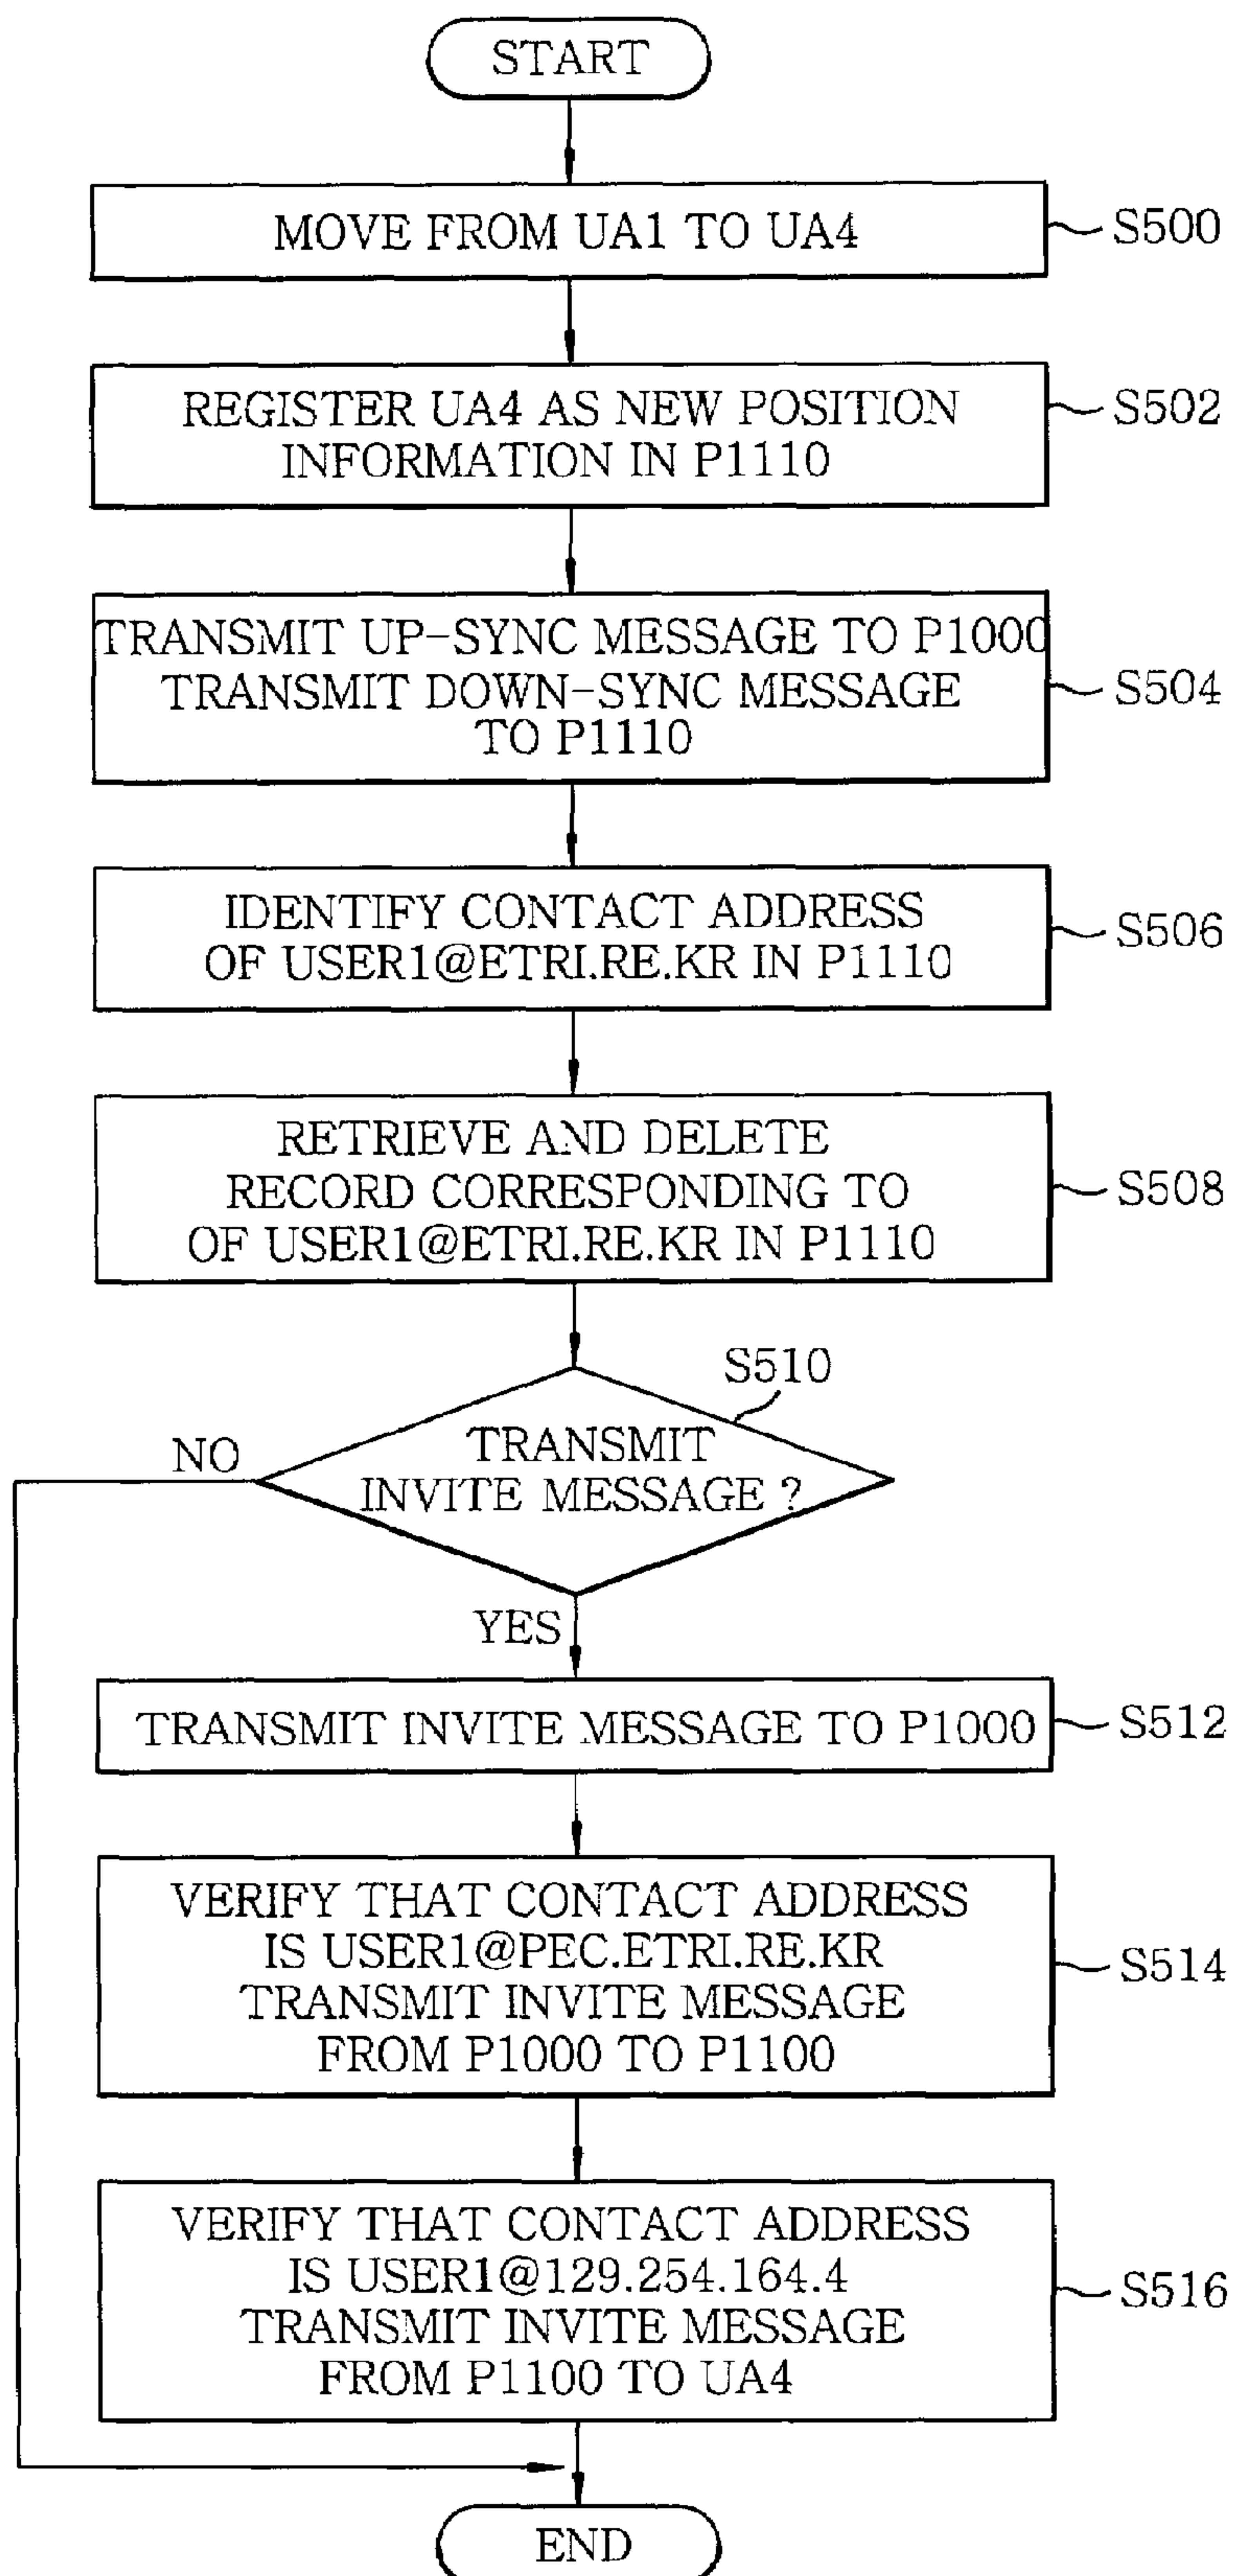 START
MOVE FROM UA1 TO UA4
S500
REGISTER UA4 AS NEW POSITION
INFORMATION IN P1110
S502
TRANSMIT UP-SYNC MESSAGE TO P1000
TRANSMIT DOWN-SYNC MESSAGE
TO P1110
S504
IDENTIFY CONTACT ADDRESS
OF USER1@ETRI.RE.KR IN P1110
S506
RETRIEVE AND DELETE
RECORD CORRESPONDING TO
OF USER1@ETRI.RE.KR IN P1110
S508
S510
TRANSMIT
INVITE MESSAGE ?
NO
YES
TRANSMIT INVITE MESSAGE TO P1000
S512
VERIFY THAT CONTACT ADDRESS
IS USER1@PEC.ETRI.RE.KR
TRANSMIT INVITE MESSAGE
FROM P1000 TO P1100
S514
VERIFY THAT CONTACT ADDRESS
IS USER1@129.254.164.4
TRANSMIT INVITE MESSAGE
FROM P1100 TO UA4
S516
END